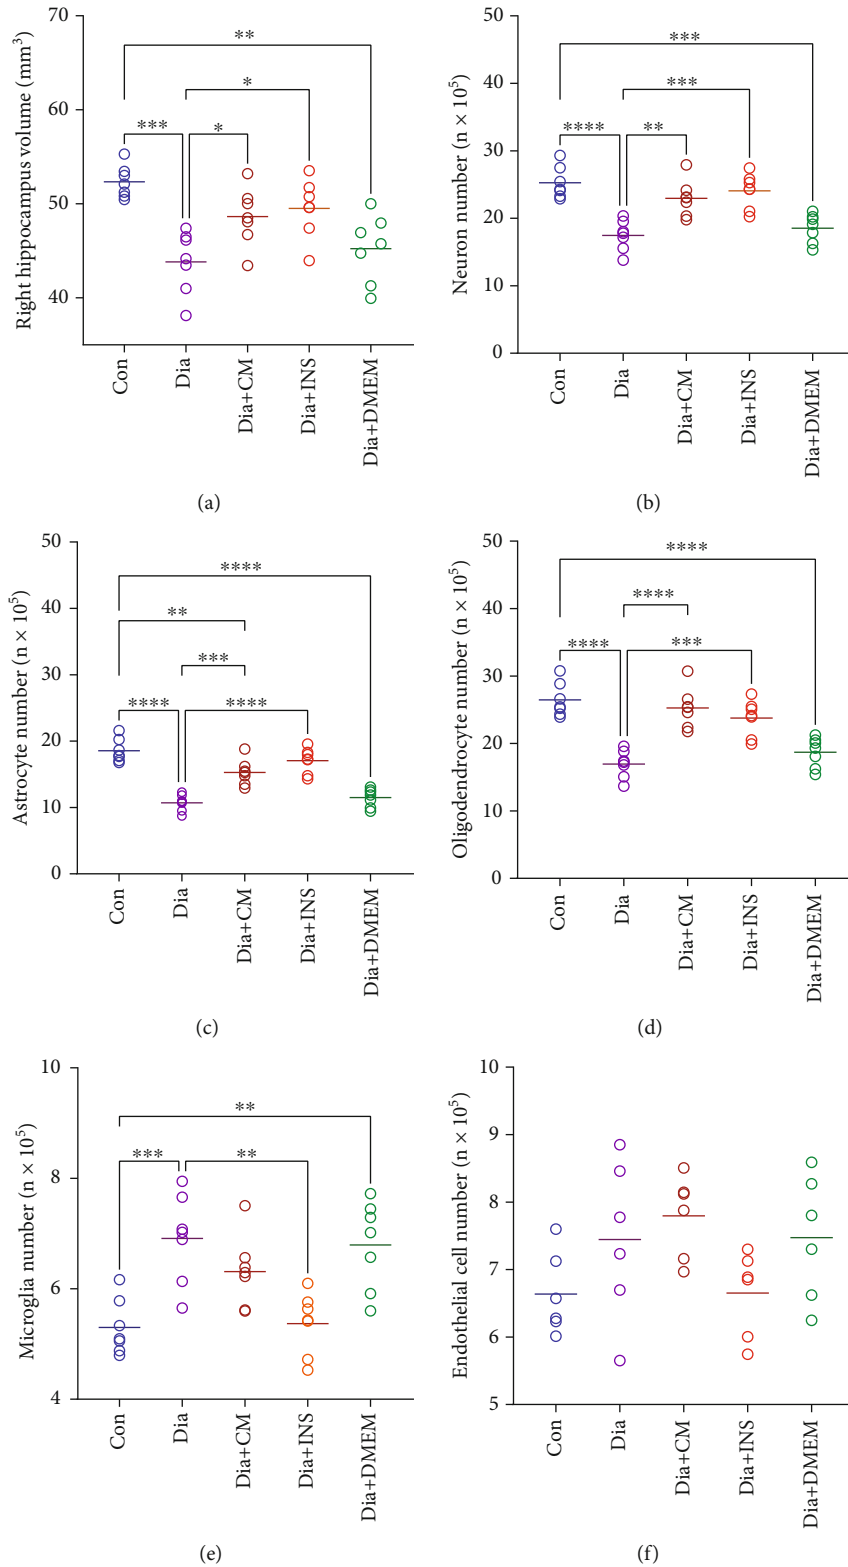 Right hippocampus volume (mm³)
70
60
50
40
**
*
***
*
Con
Dia
Dia+CM
Dia+INS
Dia+DMEM
(a)
Neuron number (n × 10⁵)
50
40
30
20
10
0
***
***
****
**
Con
Dia
Dia+CM
Dia+INS
Dia+DMEM
(b)
Astrocyte number (n × 10⁵)
50
40
30
20
10
0
****
**
***
****
****
Con
Dia
Dia+CM
Dia+INS
Dia+DMEM
(c)
Oligodendrocyte number (n × 10⁵)
50
40
30
20
10
0
****
****
****
***
Con
Dia
Dia+CM
Dia+INS
Dia+DMEM
(d)
Microglia number (n × 10⁵)
10
8
6
4
**
***
**
Con
Dia
Dia+CM
Dia+INS
Dia+DMEM
(e)
Endothelial cell number (n × 10⁵)
10
9
8
7
6
5
Con
Dia
Dia+CM
Dia+INS
Dia+DMEM
(f)